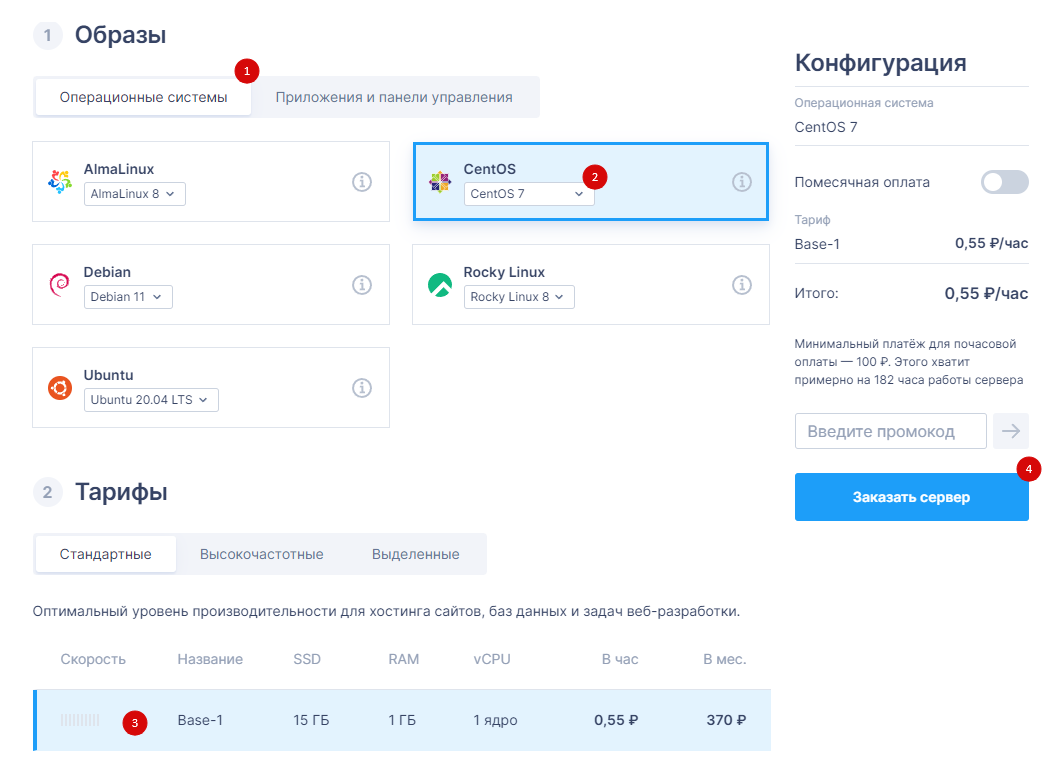 1 Образы
1
Операционные системы Приложения и панели управления
AlmaLinux
AlmaLinux 8
CentOS
CentOS 7
2
Debian
Debian 11
Rocky Linux
Rocky Linux 8
Ubuntu
Ubuntu 20.04 LTS
2 Тарифы
Стандартные Высокочастотные Выделенные
Оптимальный уровень производительности для хостинга сайтов, баз данных и задач веб-разработки.
Скорость Название SSD RAM vCPU В час В мес.
3 Base-1 15 ГБ 1 ГБ 1 ядро 0,55 ₽ 370 ₽
Конфигурация
Операционная система
CentOS 7
Помесячная оплата
Тариф
Base-1 0,55 ₽/час
Итого: 0,55 ₽/час
Минимальный платёж для почасовой
оплаты — 100 ₽. Этого хватит
примерно на 182 часа работы сервера
Введите промокод
4
Заказать сервер